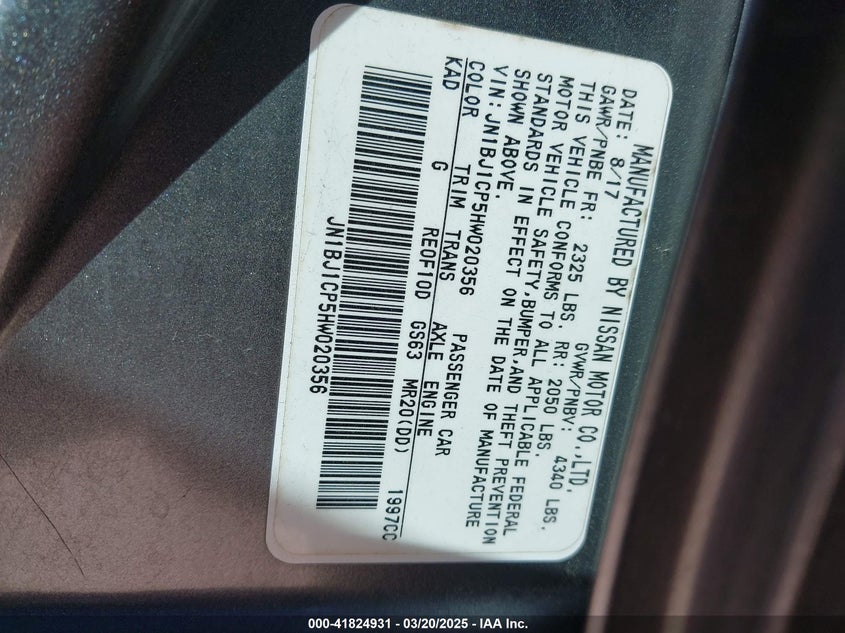 MANUFACTURED BY NISSAN MOTOR CO.,LTD.
DATE: 8/17 GVWR/PNBV: 4340 LBS.
GAWR/PNBE FR: 2325 LBS. RR: 2050 LBS.
THIS VEHICLE CONFORMS TO ALL APPLICABLE FEDERAL
MOTOR VEHICLE SAFETY,BUMPER,AND THEFT PREVENTION
STANDARDS IN EFFECT ON THE DATE OF MANUFACTURE
SHOWN ABOVE.
VIN: JN1BJ1CP5HW020356 PASSENGER CAR
COLOR TRIM TRANS AXLE ENGINE
KAD G RE0F10D GS63 MR20(DD) 1997CC
JN1BJ1CP5HW020356
000-41824931 | 03/20/2025 - IAA Inc.